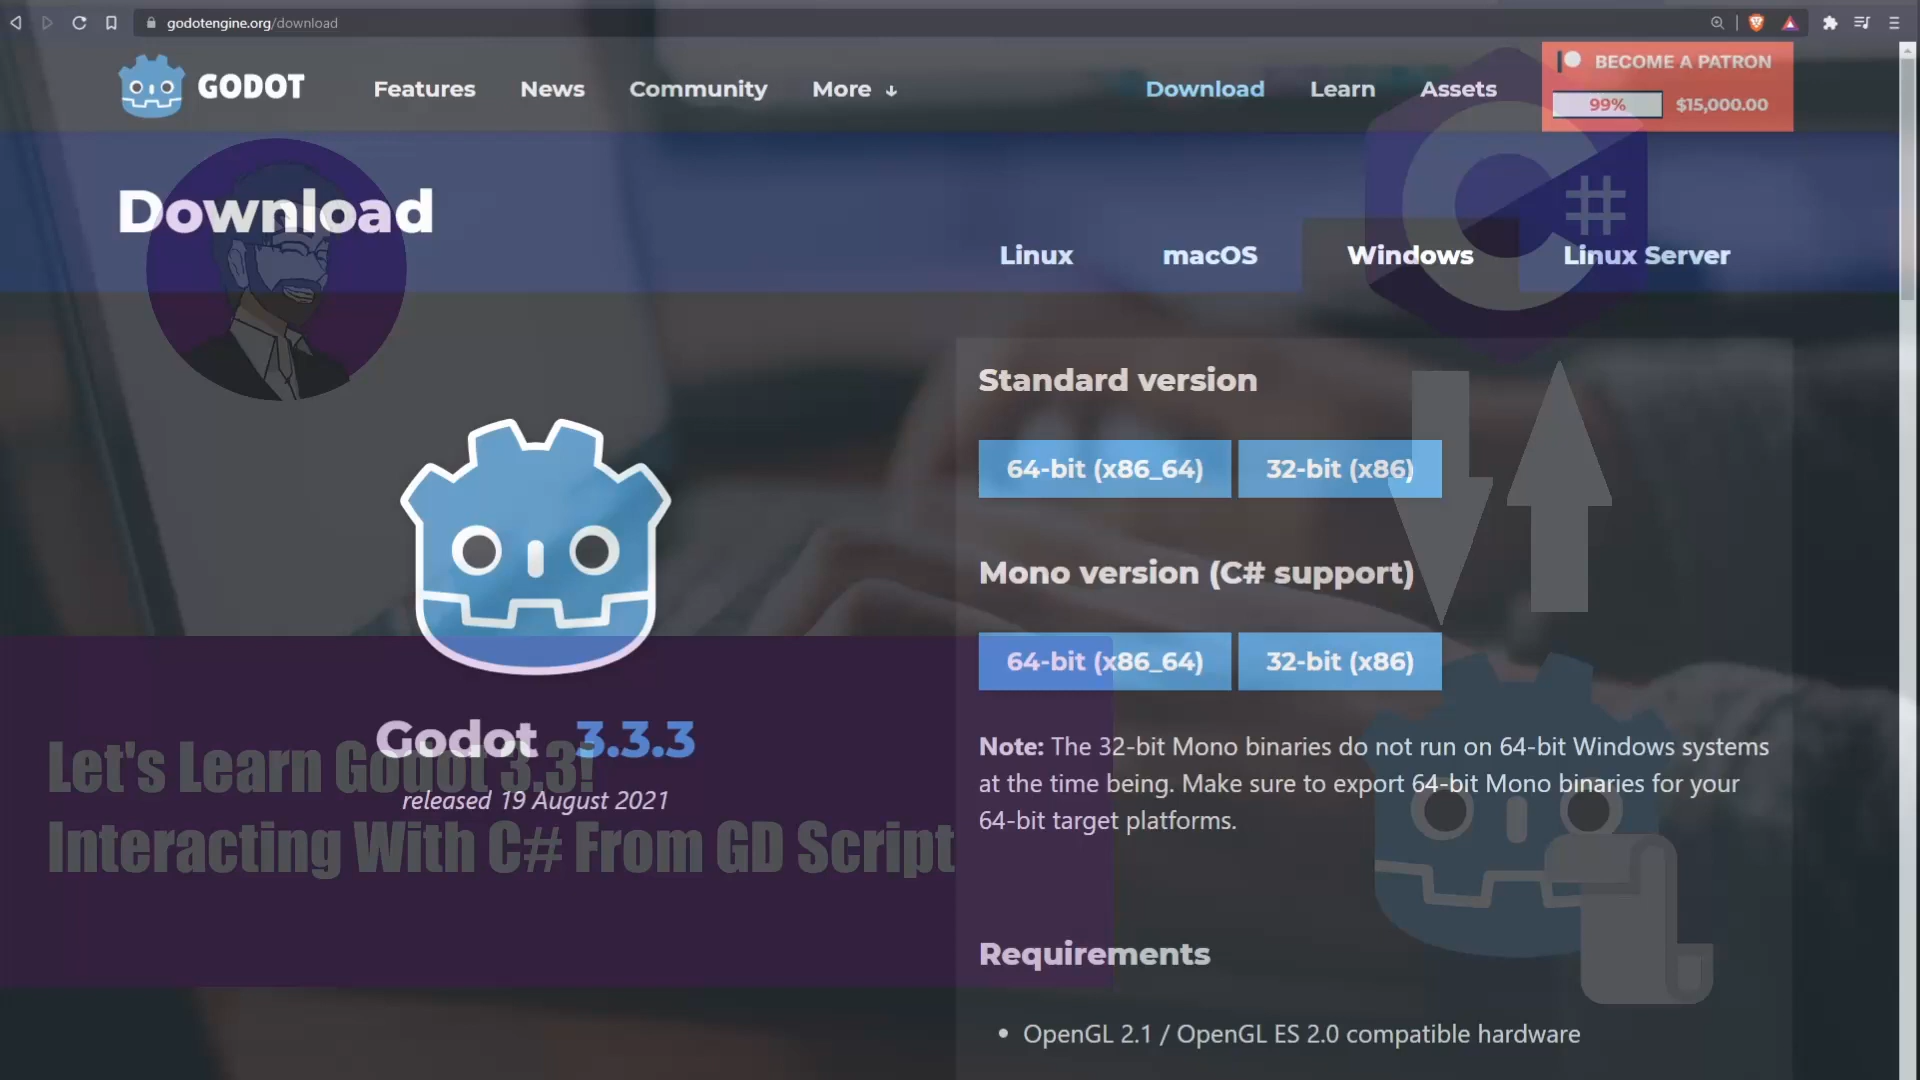 godotengine.org/download
GODOT
Features
News
Community
More
Download
Learn
Assets
BECOME A PATRON
99%
$15,000.00
Download
Linux
macOS
Windows
Linux Server
C#
Standard version
64-bit (x86_64)
32-bit (x86)
Mono version (C# support)
64-bit (x86_64)
32-bit (x86)
Godot 3.3.3
released 19 August 2021
Let's Learn Godot 3.3!
Interacting With C# From GD Script
Note: The 32-bit Mono binaries do not run on 64-bit Windows systems
at the time being. Make sure to export 64-bit Mono binaries for your
64-bit target platforms.
Requirements
• OpenGL 2.1 / OpenGL ES 2.0 compatible hardware